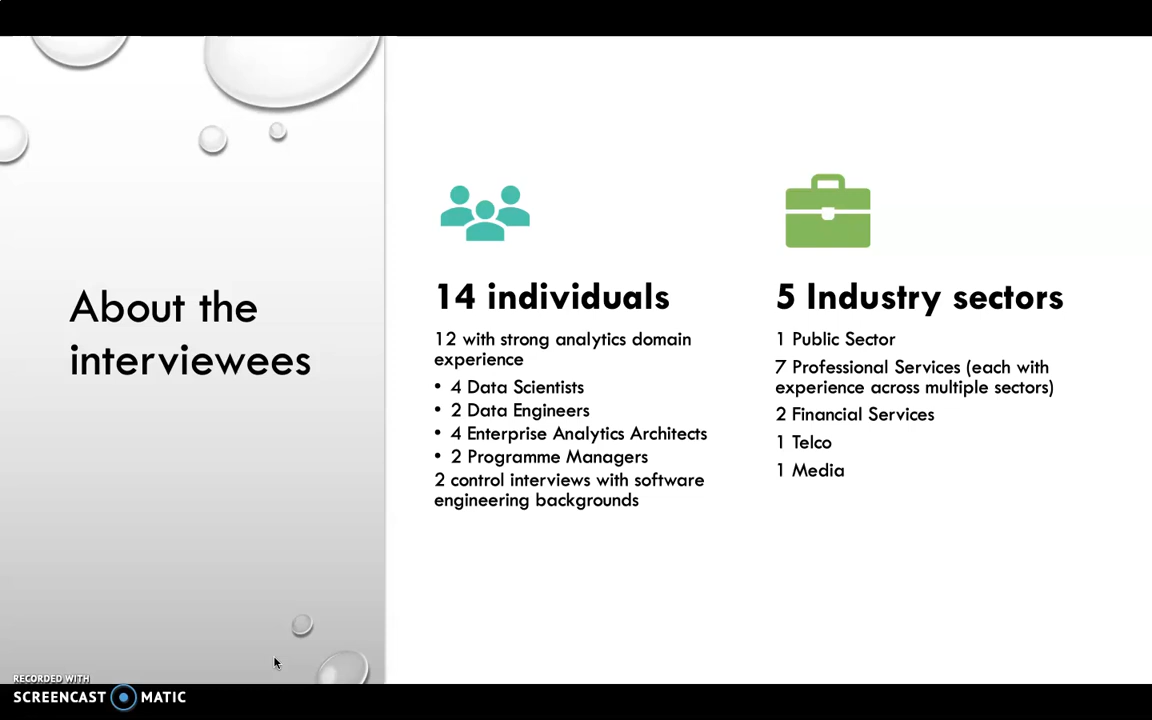 About the
interviewees
14 individuals
12 with strong analytics domain
experience
• 4 Data Scientists
• 2 Data Engineers
• 4 Enterprise Analytics Architects
• 2 Programme Managers
2 control interviews with software
engineering backgrounds
5 Industry sectors
1 Public Sector
7 Professional Services (each with
experience across multiple sectors)
2 Financial Services
1 Telco
1 Media
RECORDED WITH
SCREENCAST MATIC